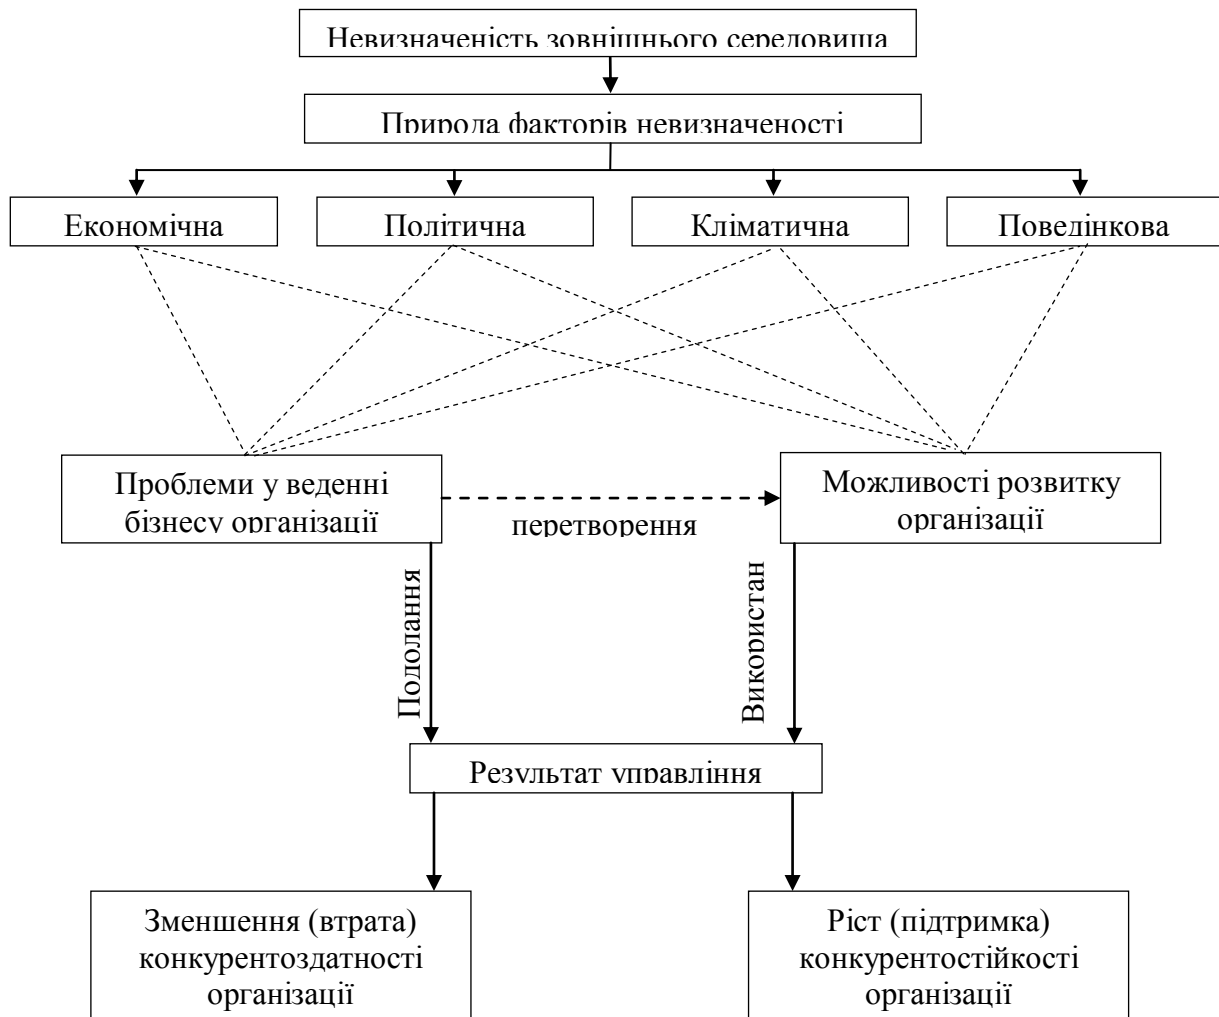 Невизначеність зовнішнього середовища
Природа факторів невизначеності
Економічна
Політична
Кліматична
Поведінкова
Проблеми у веденні
бізнесу організації
перетворення
Можливості розвитку
організації
Подолання
Використан
Результат управління
Зменшення (втрата)
конкурентоздатності
організації
Ріст (підтримка)
конкурентостійкості
організації